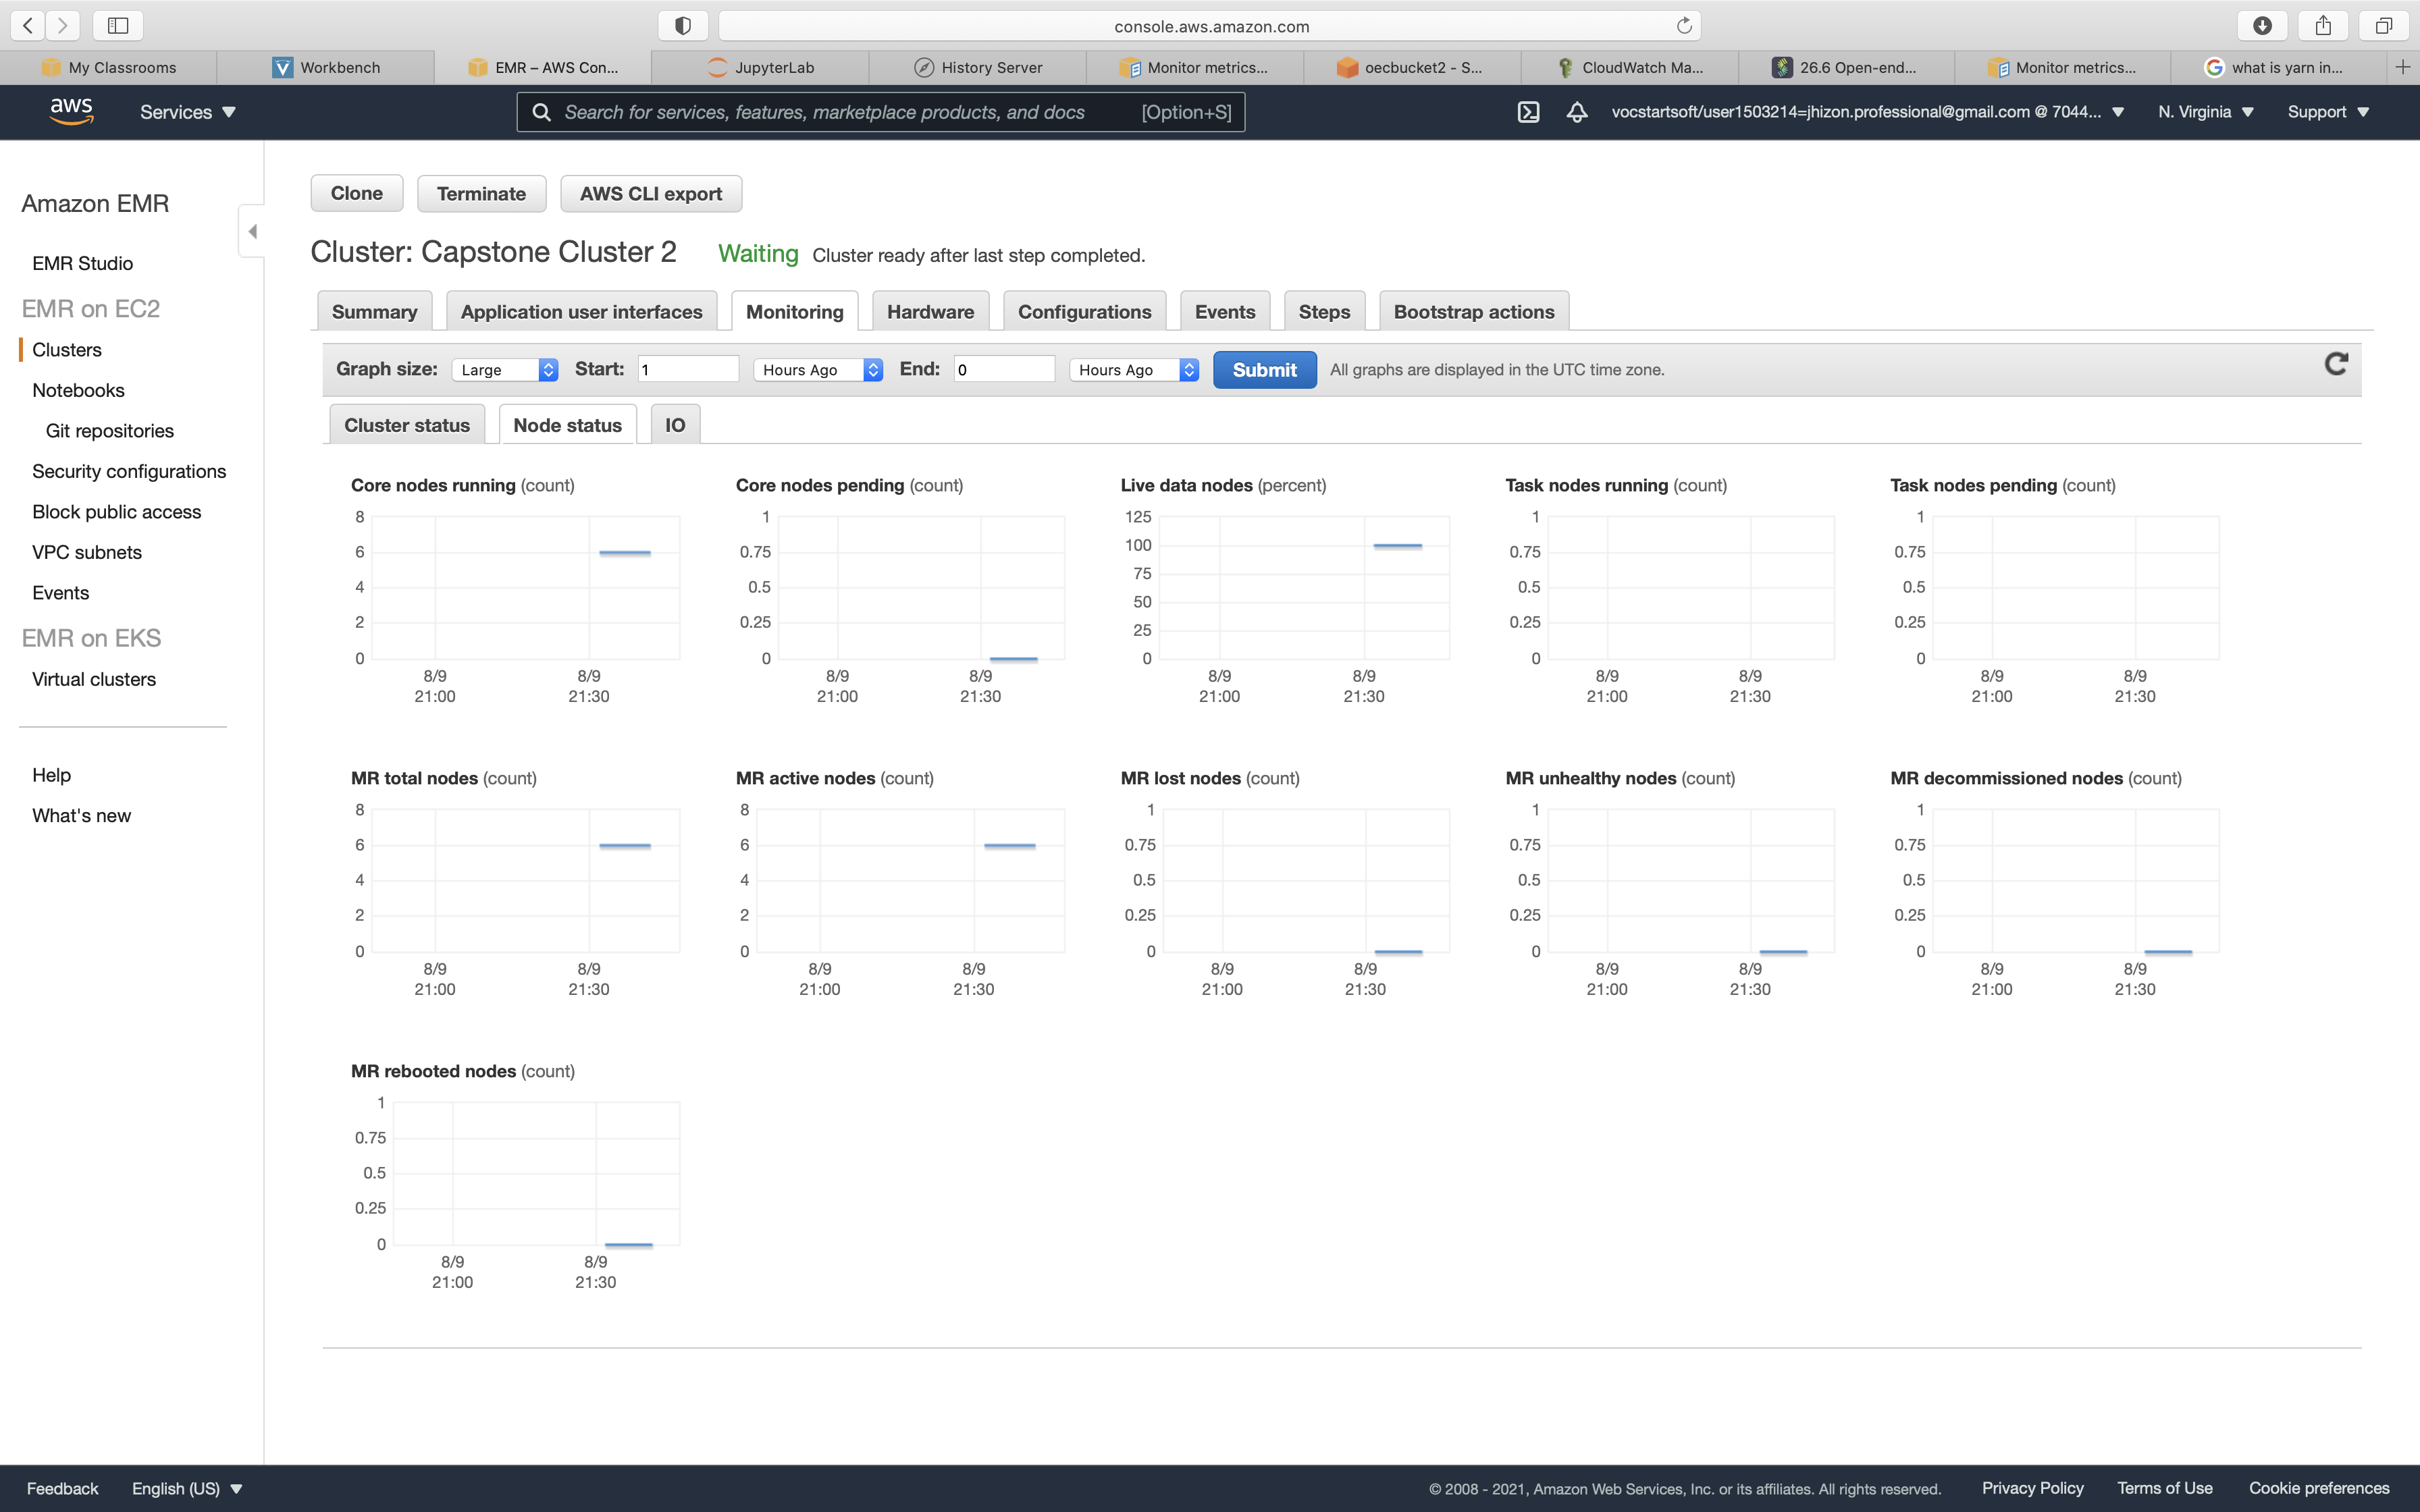 console.aws.amazon.com
My Classrooms
Workbench
EMR – AWS Con...
JupyterLab
History Server
Monitor metrics...
oecbucket2 - S...
CloudWatch Ma...
26.6 Open-end...
Monitor metrics...
what is yarn in...
aws
Services
Search for services, features, marketplace products, and docs [Option+S]
vocstartsoft/user1503214=jhizon.professional@gmail.com @ 7044...
N. Virginia
Support
Amazon EMR
EMR Studio
EMR on EC2
Clusters
Notebooks
Git repositories
Security configurations
Block public access
VPC subnets
Events
EMR on EKS
Virtual clusters
Help
What's new
Clone
Terminate
AWS CLI export
Cluster: Capstone Cluster 2 Waiting Cluster ready after last step completed.
Summary
Application user interfaces
Monitoring
Hardware
Configurations
Events
Steps
Bootstrap actions
Graph size: Large Start: 1 Hours Ago End: 0 Hours Ago Submit All graphs are displayed in the UTC time zone.
Cluster status
Node status
IO
Core nodes running (count)
8
6
4
2
0
8/9 8/9
21:00 21:30
Core nodes pending (count)
1
0.75
0.5
0.25
0
8/9 8/9
21:00 21:30
Live data nodes (percent)
125
100
75
50
25
0
8/9 8/9
21:00 21:30
Task nodes running (count)
1
0.75
0.5
0.25
0
8/9 8/9
21:00 21:30
Task nodes pending (count)
1
0.75
0.5
0.25
0
8/9 8/9
21:00 21:30
MR total nodes (count)
8
6
4
2
0
8/9 8/9
21:00 21:30
MR active nodes (count)
8
6
4
2
0
8/9 8/9
21:00 21:30
MR lost nodes (count)
1
0.75
0.5
0.25
0
8/9 8/9
21:00 21:30
MR unhealthy nodes (count)
1
0.75
0.5
0.25
0
8/9 8/9
21:00 21:30
MR decommissioned nodes (count)
1
0.75
0.5
0.25
0
8/9 8/9
21:00 21:30
MR rebooted nodes (count)
1
0.75
0.5
0.25
0
8/9 8/9
21:00 21:30
Feedback
English (US)
© 2008 - 2021, Amazon Web Services, Inc. or its affiliates. All rights reserved.
Privacy Policy
Terms of Use
Cookie preferences